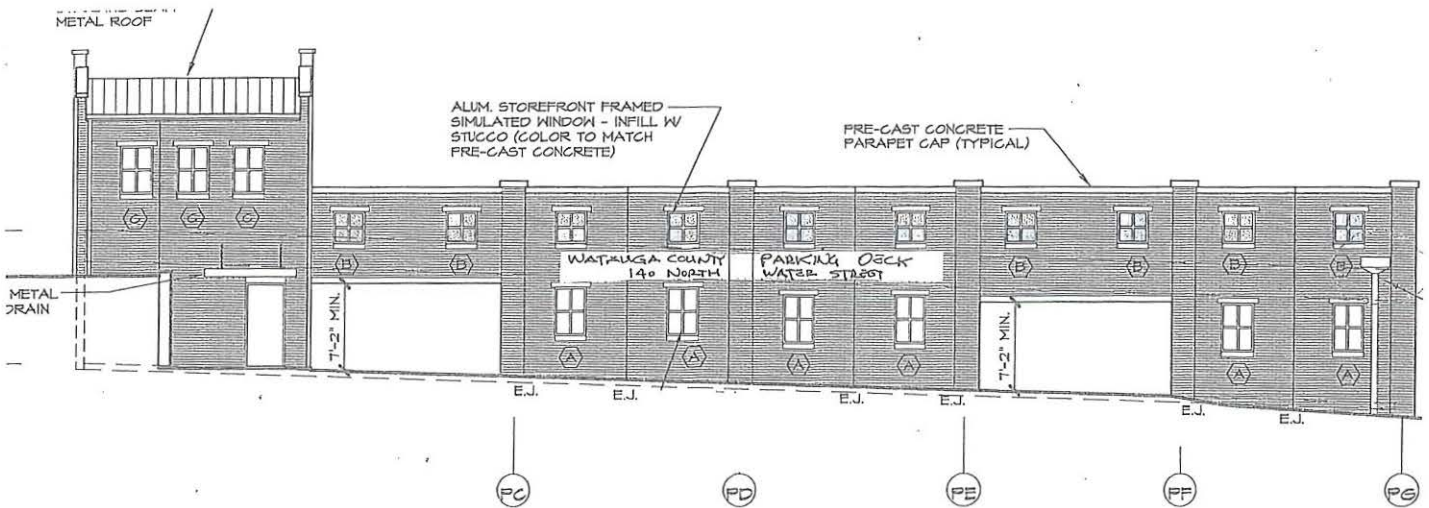 METAL ROOF
ALUM. STOREFRONT FRAMED
SIMULATED WINDOW - INFILL W/
STUCCO (COLOR TO MATCH
PRE-CAST CONCRETE)
PRE-CAST CONCRETE
PARAPET CAP (TYPICAL)
G G G
B B B B B B
WATAUGA COUNTY PARKING DECK
140 NORTH WATER STREET
METAL
DRAIN
7'-2" MIN.
7'-2" MIN.
A A A A A A
E.J. E.J. E.J. E.J. E.J. E.J.
PC PD PE PF PG